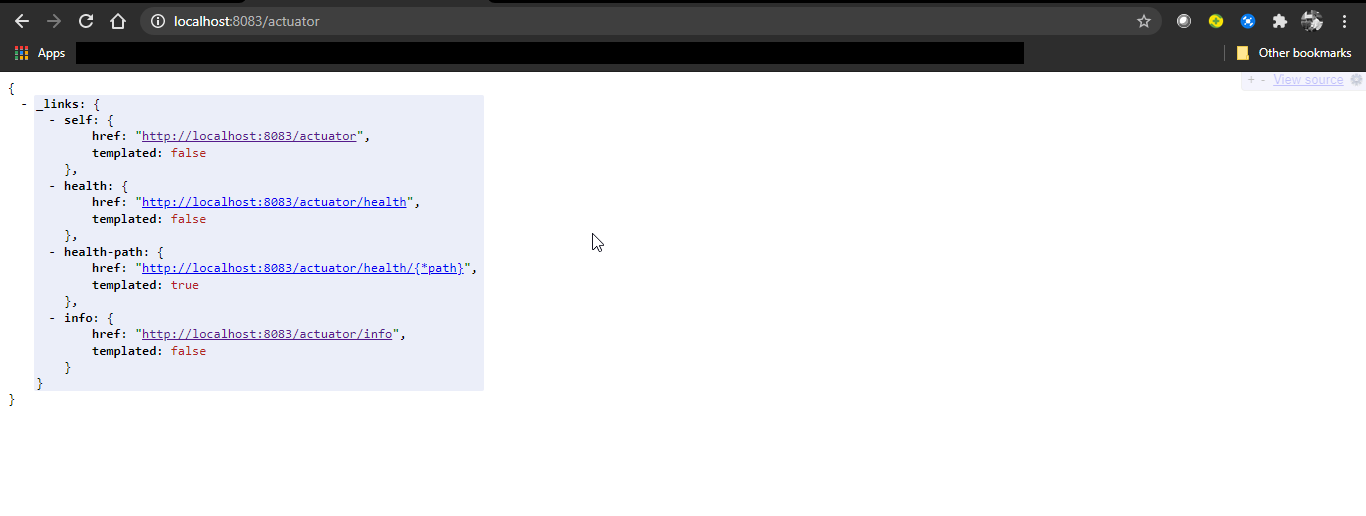 localhost:8083/actuator
Apps
Other bookmarks
+ - View source
{
- _links: {
- self: {
href: "http://localhost:8083/actuator",
templated: false
},
- health: {
href: "http://localhost:8083/actuator/health",
templated: false
},
- health-path: {
href: "http://localhost:8083/actuator/health/{*path}",
templated: true
},
- info: {
href: "http://localhost:8083/actuator/info",
templated: false
}
}
}